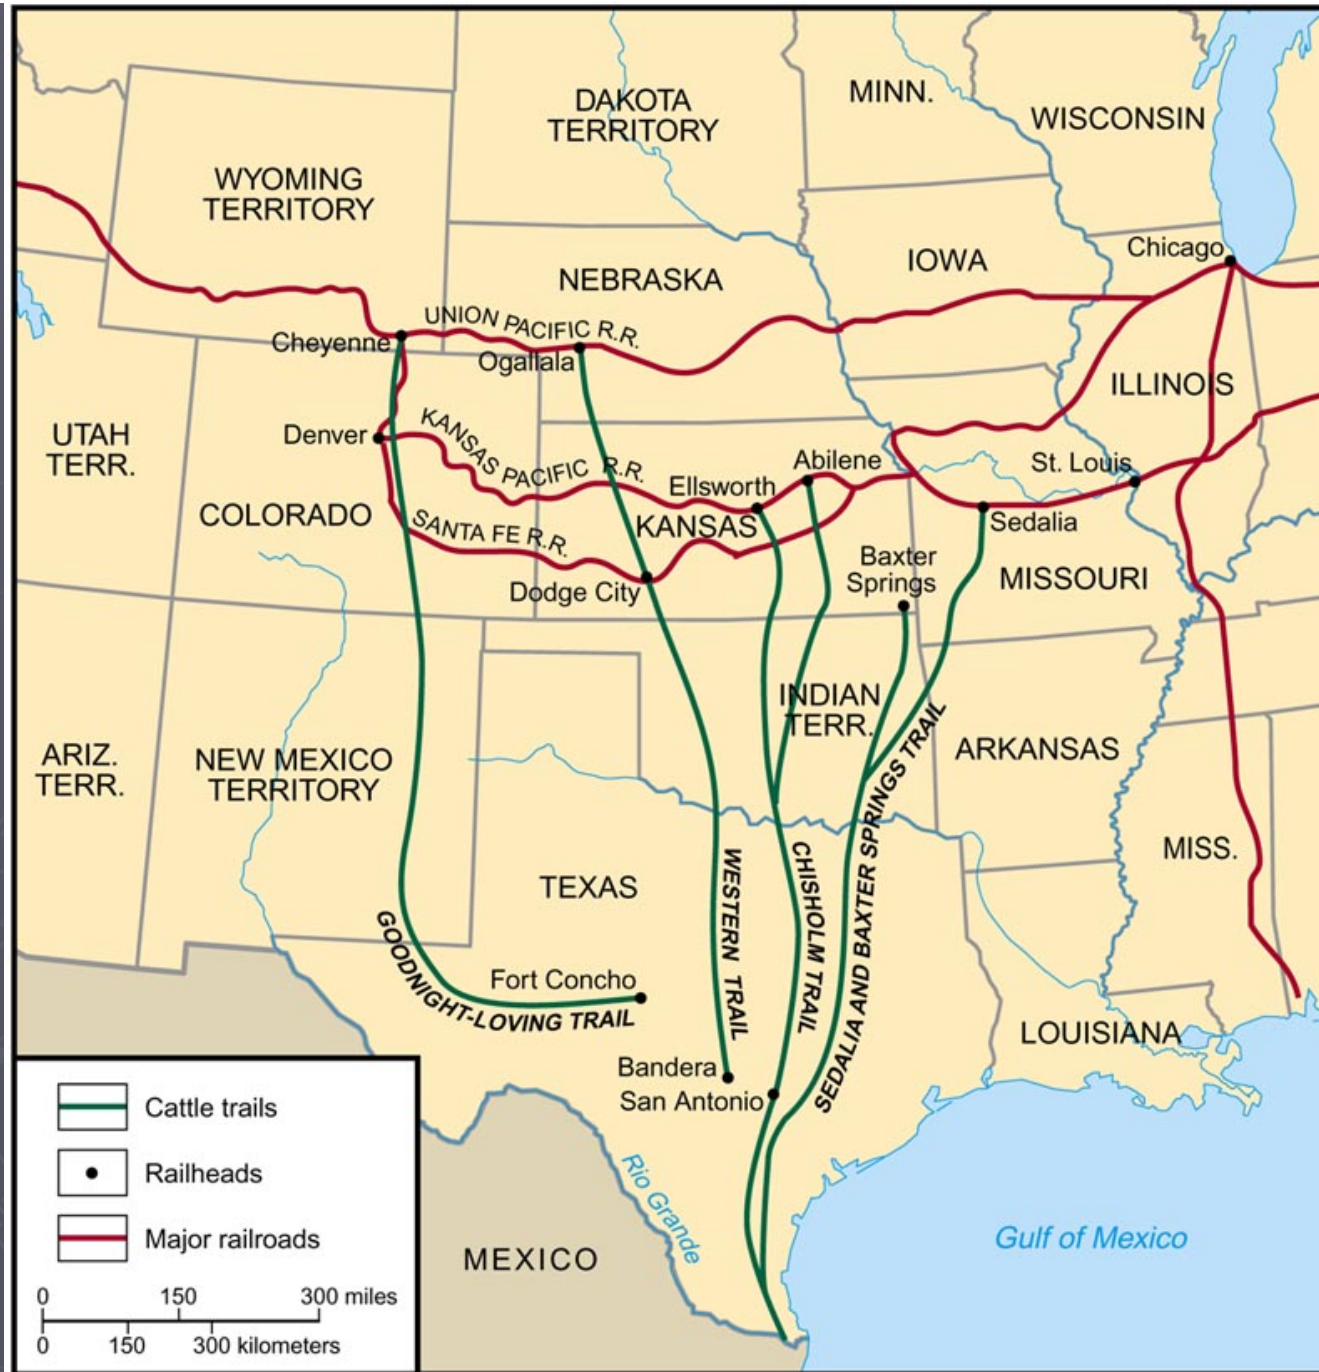 DAKOTA
TERRITORY
MINN.
WISCONSIN
WYOMING
TERRITORY
Chicago
IOWA
NEBRASKA
UNION PACIFIC R.R.
Cheyenne
Ogallala
ILLINOIS
UTAH
TERR.
Denver
KANSAS PACIFIC R.R.
Abilene
St. Louis
Ellsworth
COLORADO
SANTA FE R.R.
KANSAS
Sedalia
Baxter
Springs
MISSOURI
Dodge City
INDIAN
TERR.
ARIZ.
TERR.
NEW MEXICO
TERRITORY
ARKANSAS
MISS.
TEXAS
WESTERN TRAIL
CHISHOLM TRAIL
SEDALIA AND BAXTER SPRINGS TRAIL
GOODNIGHT-LOVING TRAIL
Fort Concho
LOUISIANA
Bandera
San Antonio
Rio Grande
MEXICO
Gulf of Mexico
Cattle trails
Railheads
Major railroads
0 150 300 miles
0 150 300 kilometers